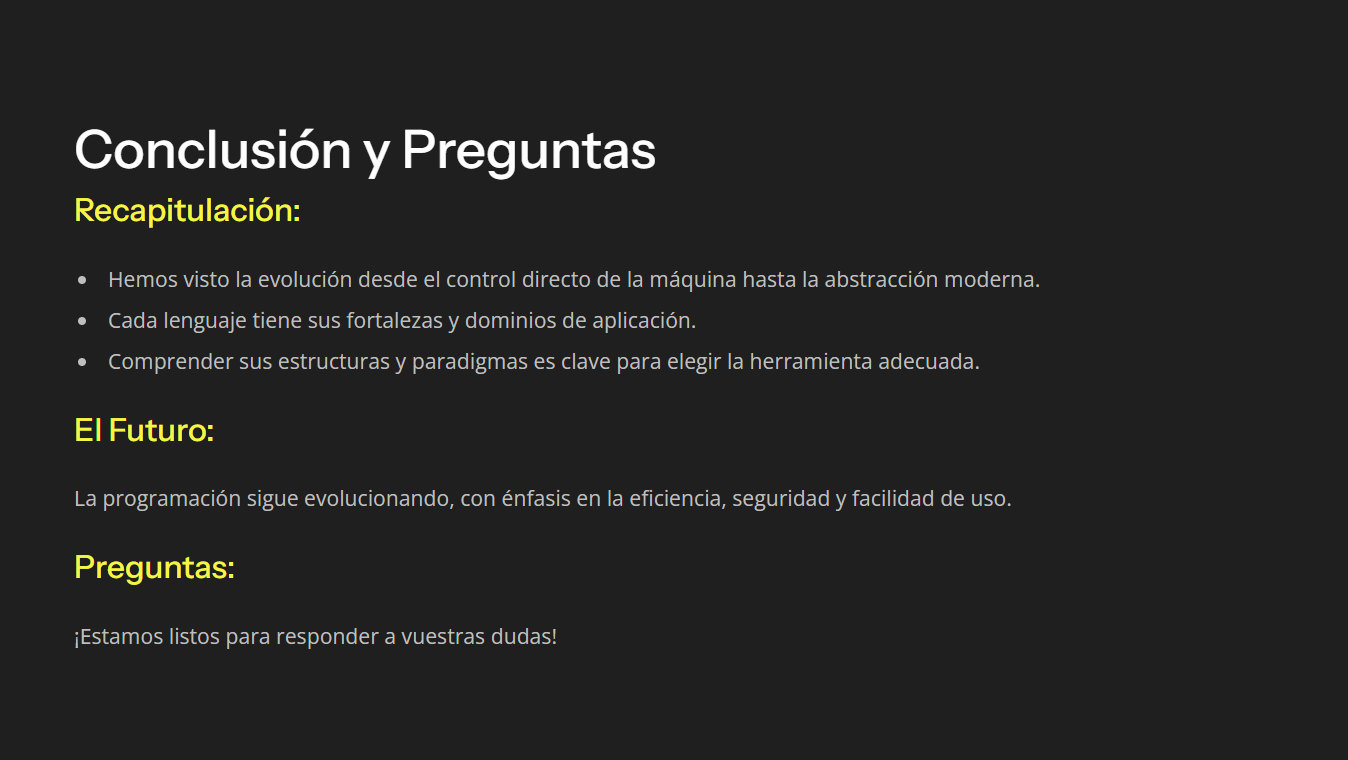 Conclusión y Preguntas
Recapitulación:
Hemos visto la evolución desde el control directo de la máquina hasta la abstracción moderna.
Cada lenguaje tiene sus fortalezas y dominios de aplicación.
Comprender sus estructuras y paradigmas es clave para elegir la herramienta adecuada.
El Futuro:
La programación sigue evolucionando, con énfasis en la eficiencia, seguridad y facilidad de uso.
Preguntas:
¡Estamos listos para responder a vuestras dudas!